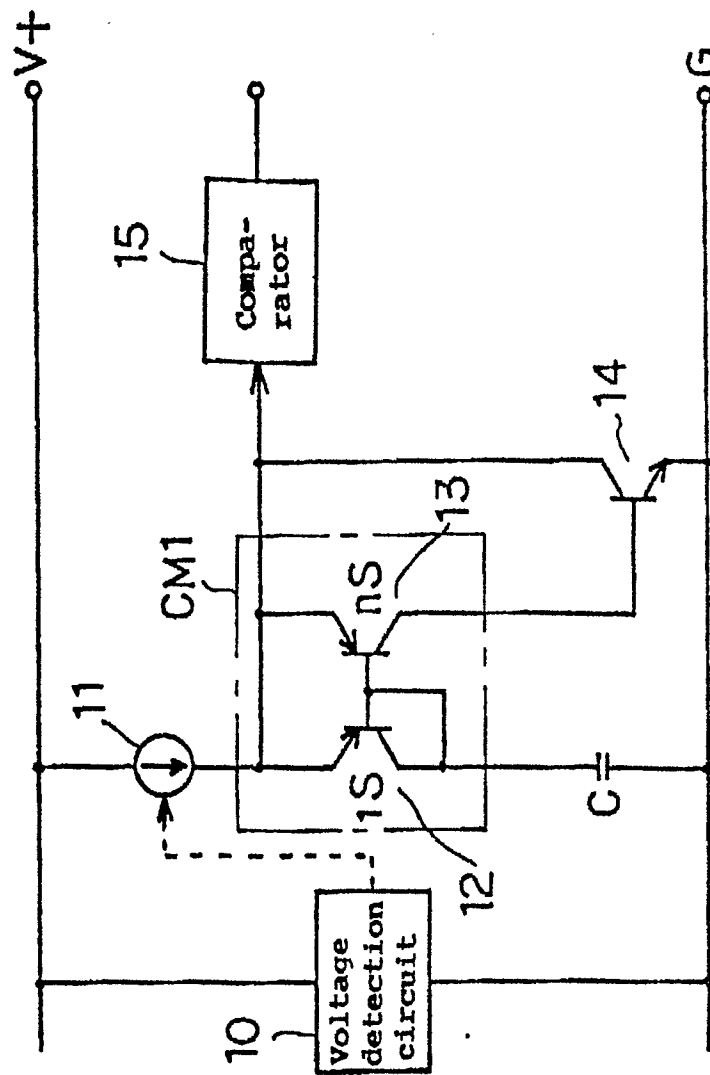 V+
15
Compa-
rator
11
CM1
nS
13
14
1S
12
C
10
Voltage
detection
circuit
G